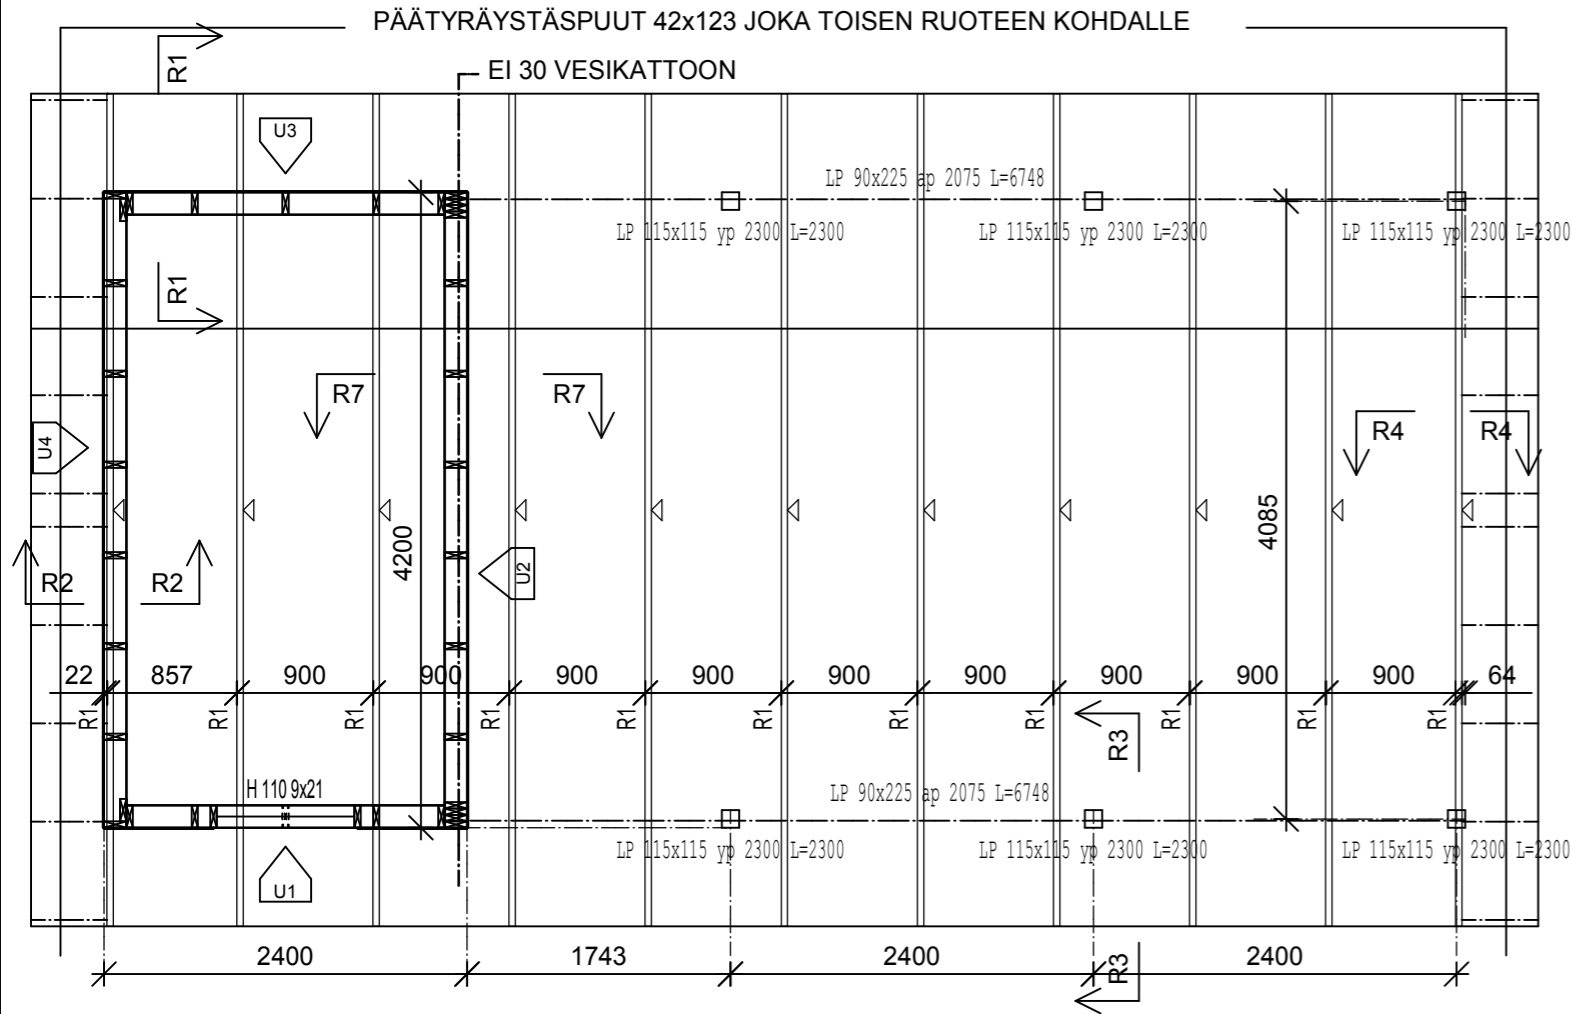 PÄÄTYRÄYSTÄSPUUT 42x123 JOKA TOISEN RUOTEEN KOHDALLE
R1
EI 30 VESIKATTOON
U3
LP 90x225 ap 2075 L=6748
LP 115x115 yp 2300 L=2300
LP 115x115 yp 2300 L=2300
LP 115x115 yp 2300 L=2300
R1
R7
R7
R4
R4
U4
4200
4085
R2
R2
U2
22
857
900
900
900
900
900
900
900
900
900
64
R1
R1
R1
R1
R1
R1
R1
R1
R1
R1
R1
R3
H 110 9x21
LP 90x225 ap 2075 L=6748
LP 115x115 yp 2300 L=2300
LP 115x115 yp 2300 L=2300
LP 115x115 yp 2300 L=2300
U1
2400
1743
2400
2400
R3